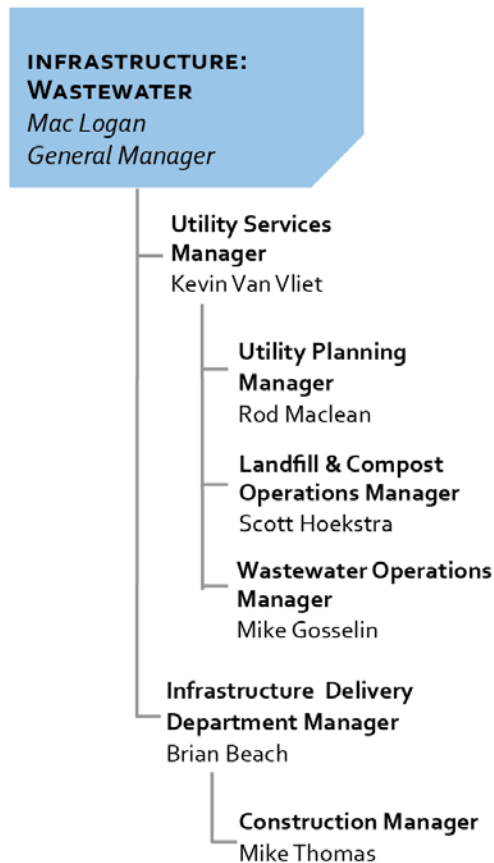 INFRASTRUCTURE:
WASTEWATER
Mac Logan
General Manager
Utility Services
Manager
Kevin Van Vliet
Utility Planning
Manager
Rod Maclean
Landfill & Compost
Operations Manager
Scott Hoekstra
Wastewater Operations
Manager
Mike Gosselin
Infrastructure Delivery
Department Manager
Brian Beach
Construction Manager
Mike Thomas